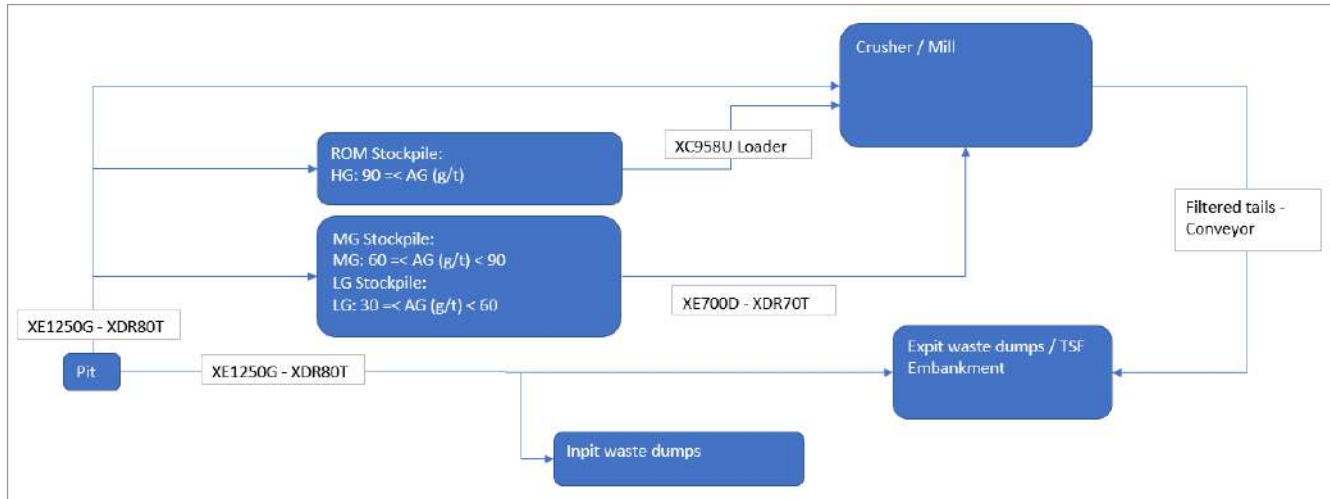 Crusher / Mill
ROM Stockpile:
HG: 90 =< AG (g/t)
XC958U Loader
MG Stockpile:
MG: 60 =< AG (g/t) < 90
LG Stockpile:
LG: 30 =< AG (g/t) < 60
Filtered tails -
Conveyor
XE700D - XDR70T
XE1250G - XDR80T
Pit
XE1250G - XDR80T
Expit waste dumps / TSF
Embankment
Inpit waste dumps